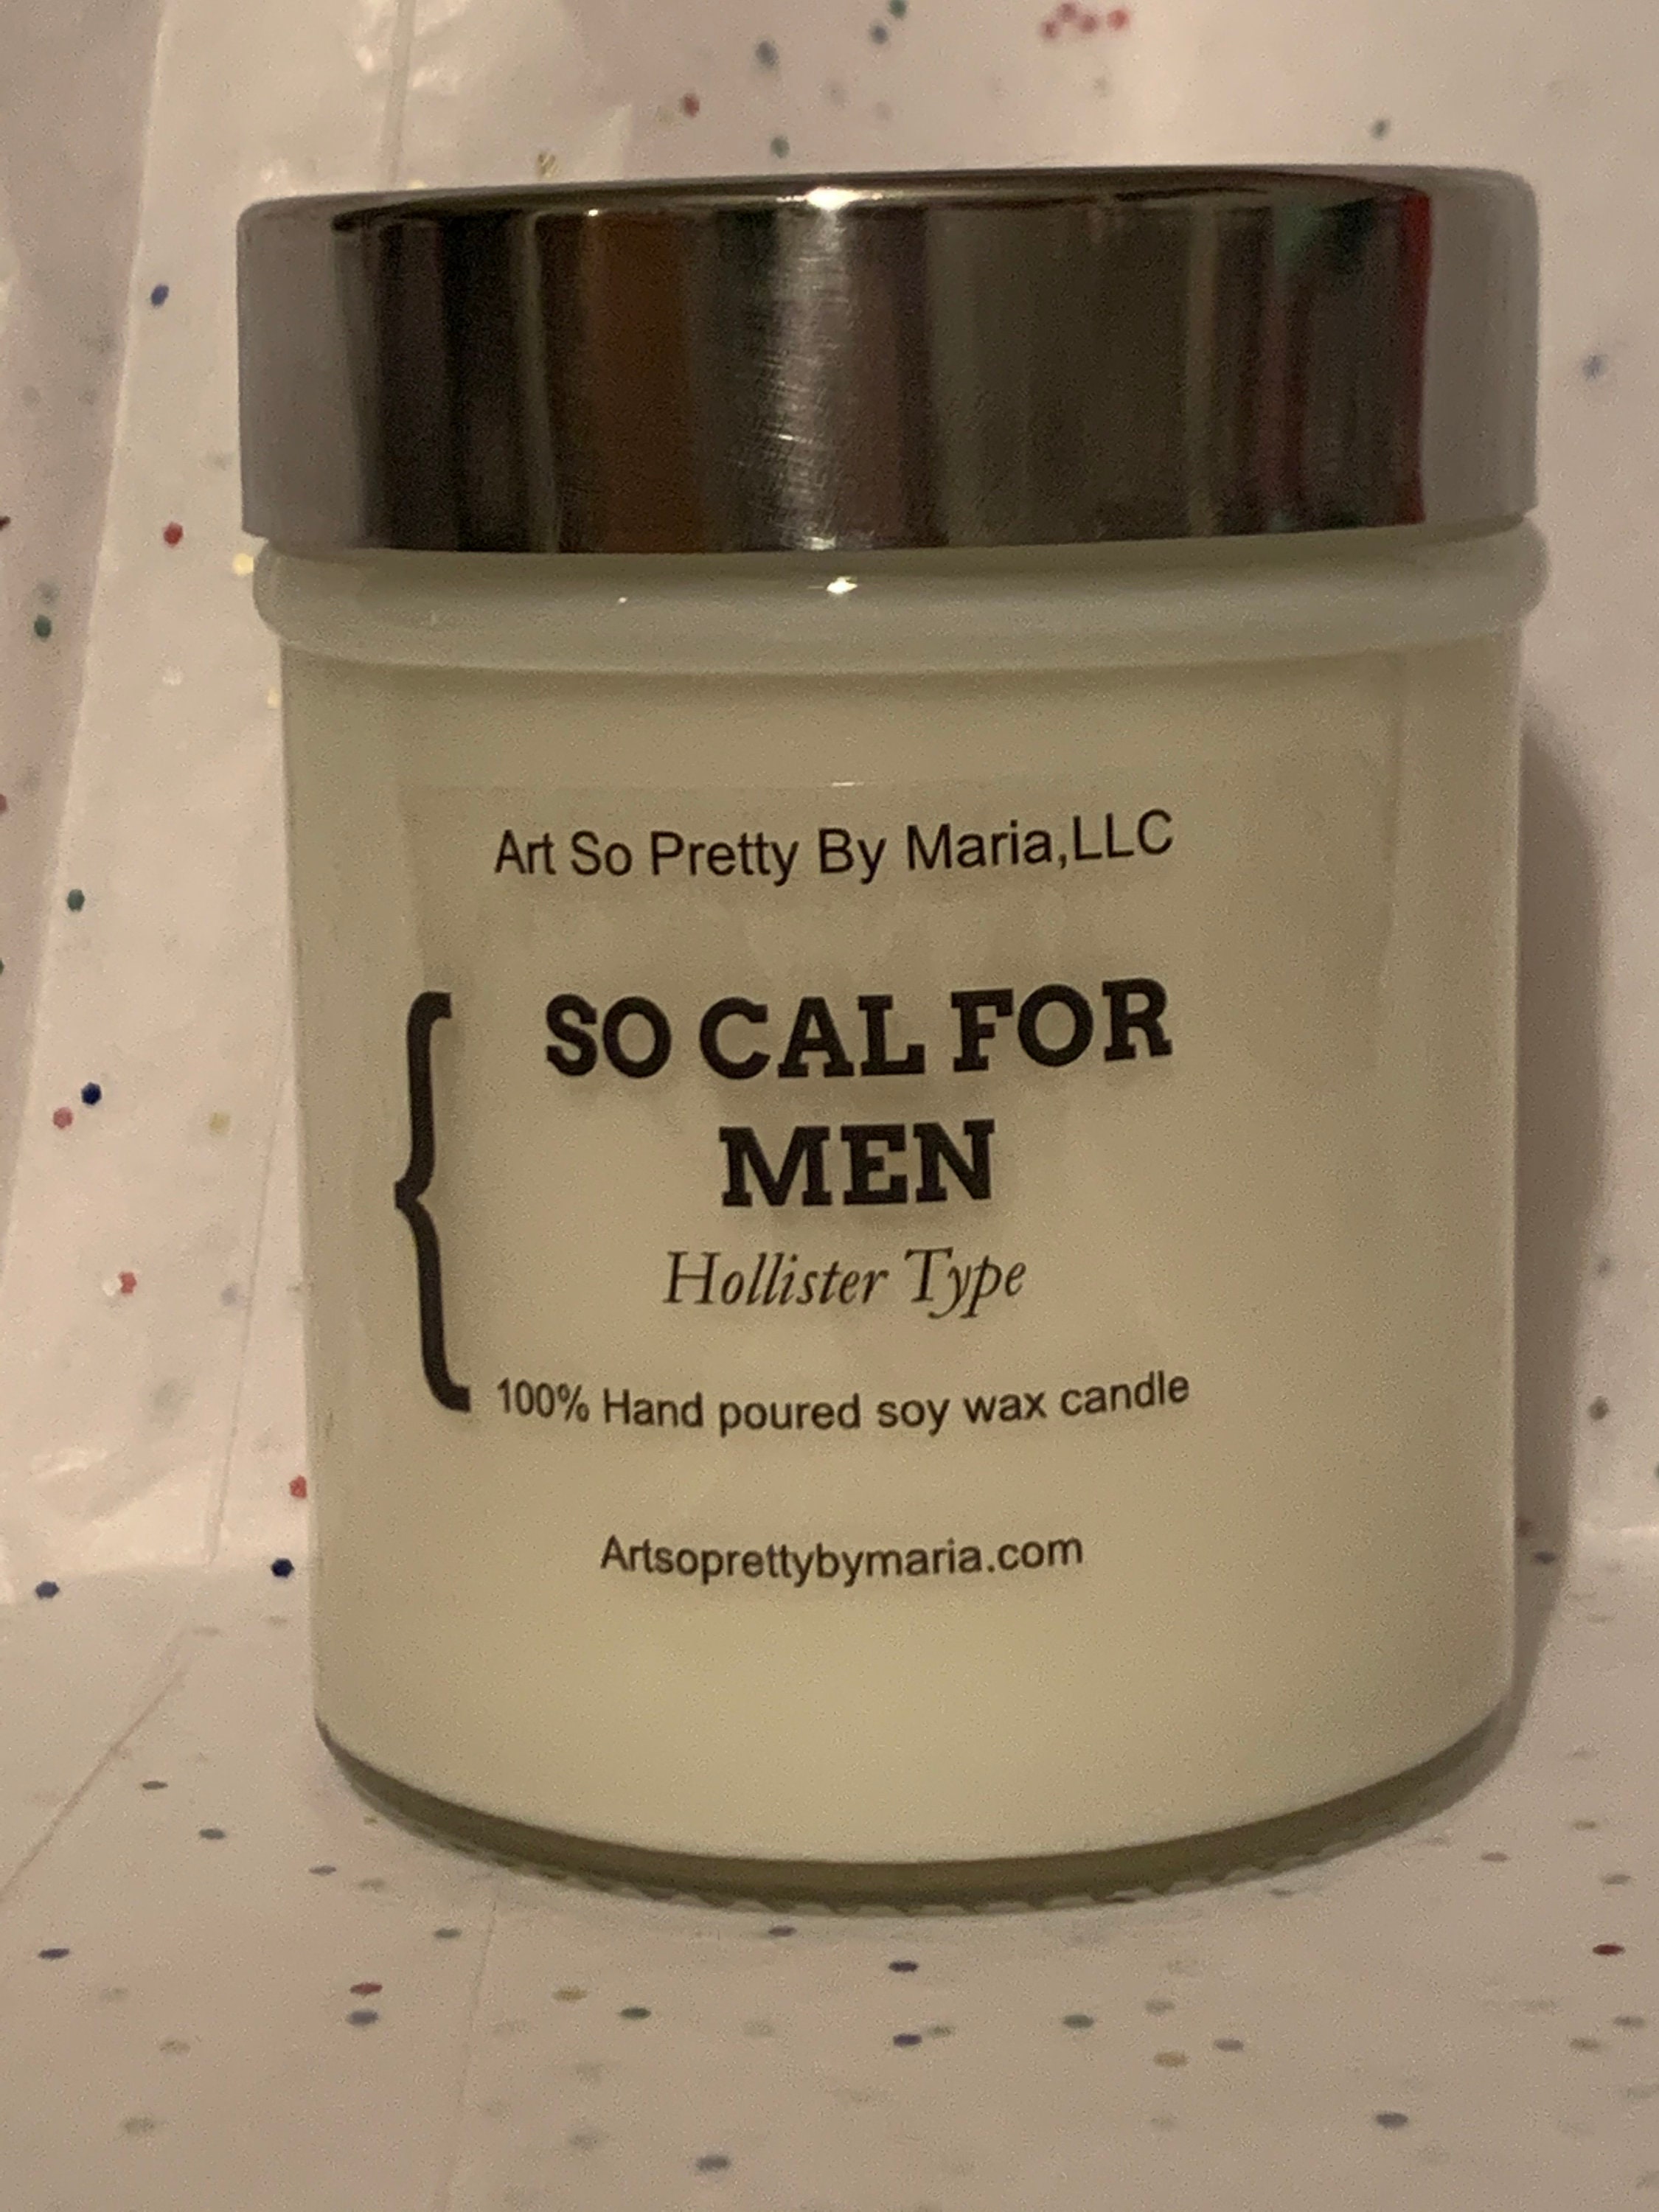 Art So Pretty By Maria,LLC
SO CAL FOR
MEN
Hollister Type
100% Hand poured soy wax candle
Artsoprettybymaria.com